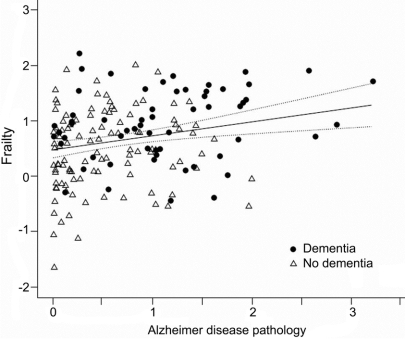 3
2
1
0
-1
-2
Frailty
Dementia
No dementia
0
1
2
3
Alzheimer disease pathology